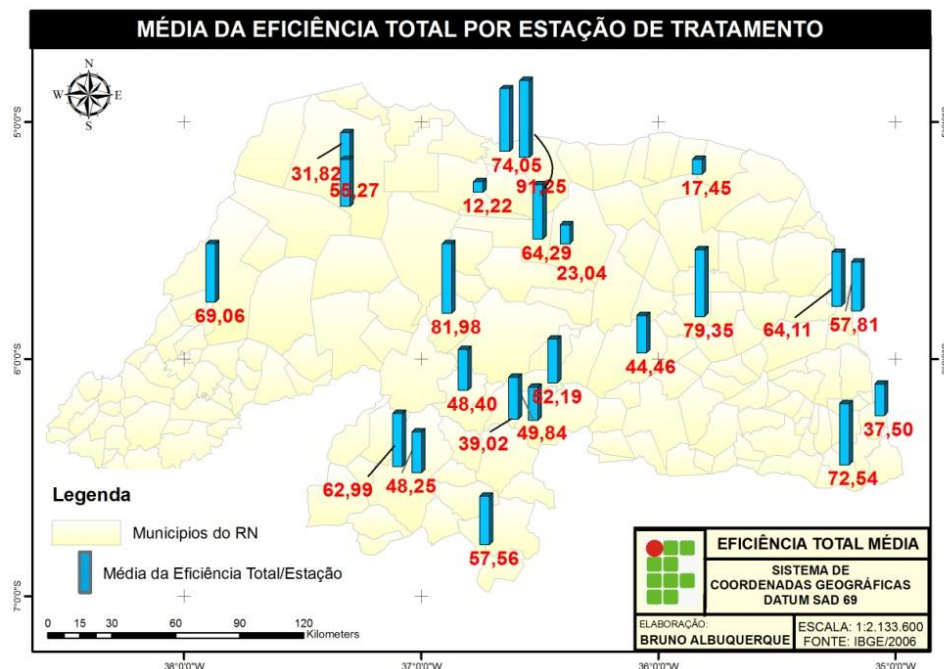 MÉDIA DA EFICIÊNCIA TOTAL POR ESTAÇÃO DE TRATAMENTO
N
W E
S
5°0'0"S
31,82
55,27
74,05
91,25
12,22
17,45
64,29
23,04
69,06
81,98
79,35
64,11
57,81
44,46
6°0'0"S
48,40
52,19
39,02
49,84
37,50
62,99
48,25
72,54
57,56
Legenda
Municipios do RN
Média da Eficiência Total/Estação
7°0'0"S
0 15 30 60 90 120
Kilometers
EFICIÊNCIA TOTAL MÉDIA
SISTEMA DE
COORDENADAS GEOGRÁFICAS
DATUM SAD 69
ELABORAÇÃO:
BRUNO ALBUQUERQUE
ESCALA: 1:2.133.600
FONTE: IBGE/2006
38°0'0"W 37°0'0"W 36°0'0"W 35°0'0"W